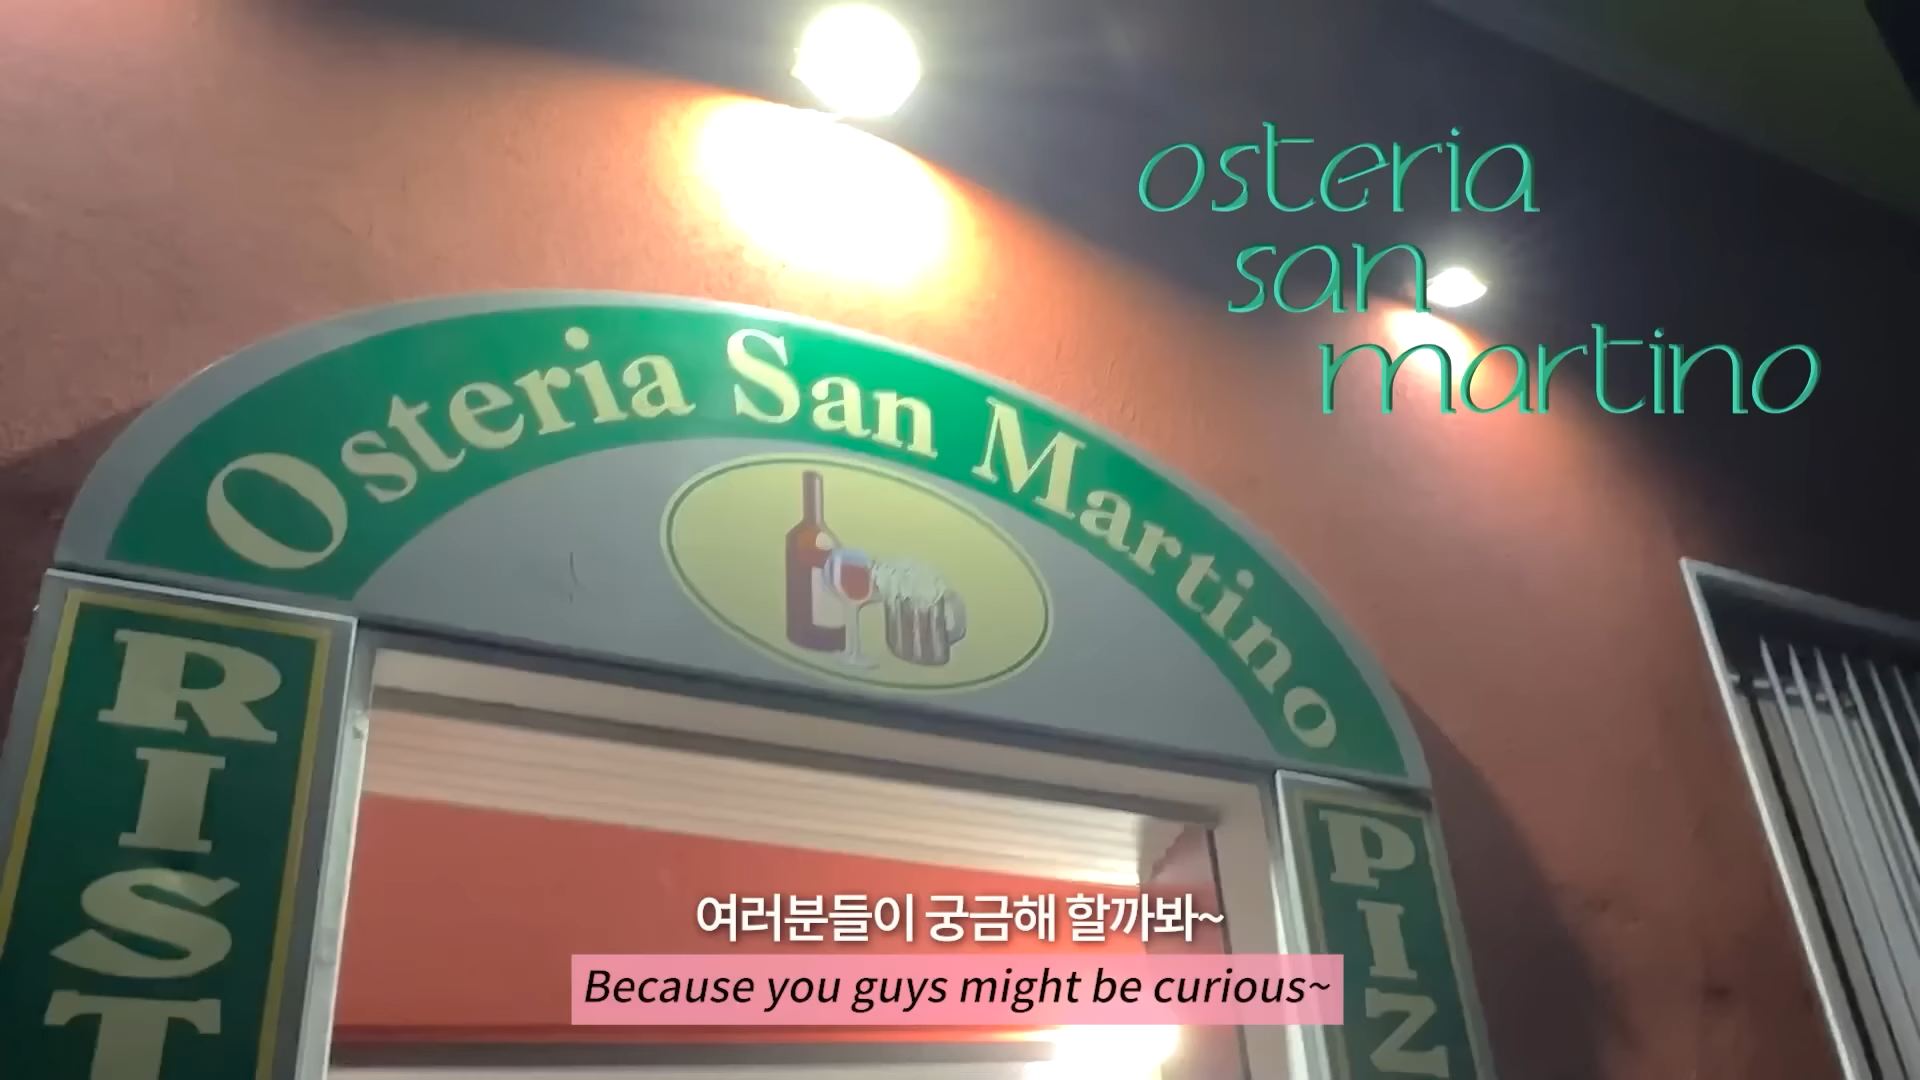 osteria
san
martino
Osteria San Martino
RIST
PIZ
여러분들이 궁금해 할까봐~
Because you guys might be curious~